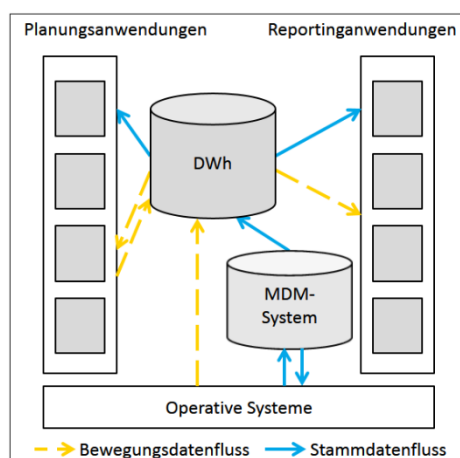 Planungsanwendungen
Reportinganwendungen
DWh
MDM-
System
Operative Systeme
Bewegungsdatenfluss
Stammdatenfluss